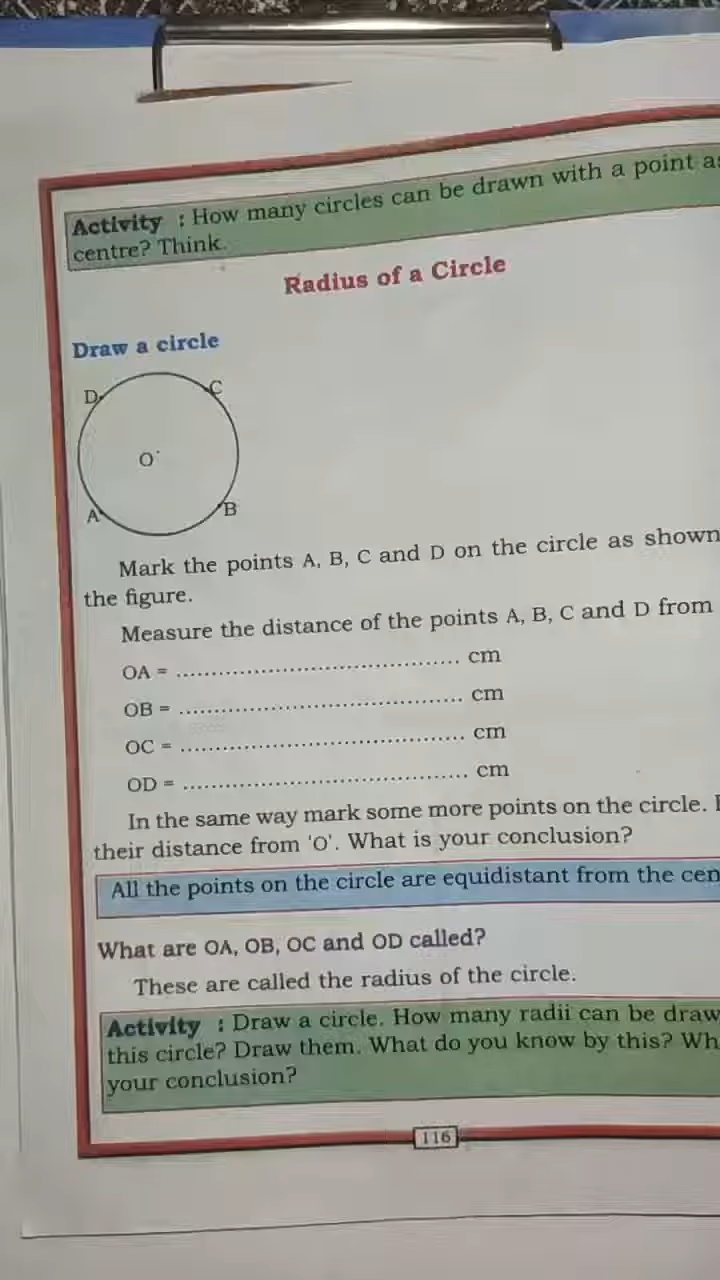 Activity : How many circles can be drawn with a point as
centre? Think.
Radius of a Circle
Draw a circle
D
C
O
A
B
Mark the points A, B, C and D on the circle as shown
the figure.
Measure the distance of the points A, B, C and D from
OA = ........................................ cm
OB = ........................................ cm
OC = ........................................ cm
OD = ........................................ cm
In the same way mark some more points on the circle.
their distance from 'O'. What is your conclusion?
All the points on the circle are equidistant from the cen
What are OA, OB, OC and OD called?
These are called the radius of the circle.
Activity : Draw a circle. How many radii can be draw
this circle? Draw them. What do you know by this? Wh
your conclusion?
116